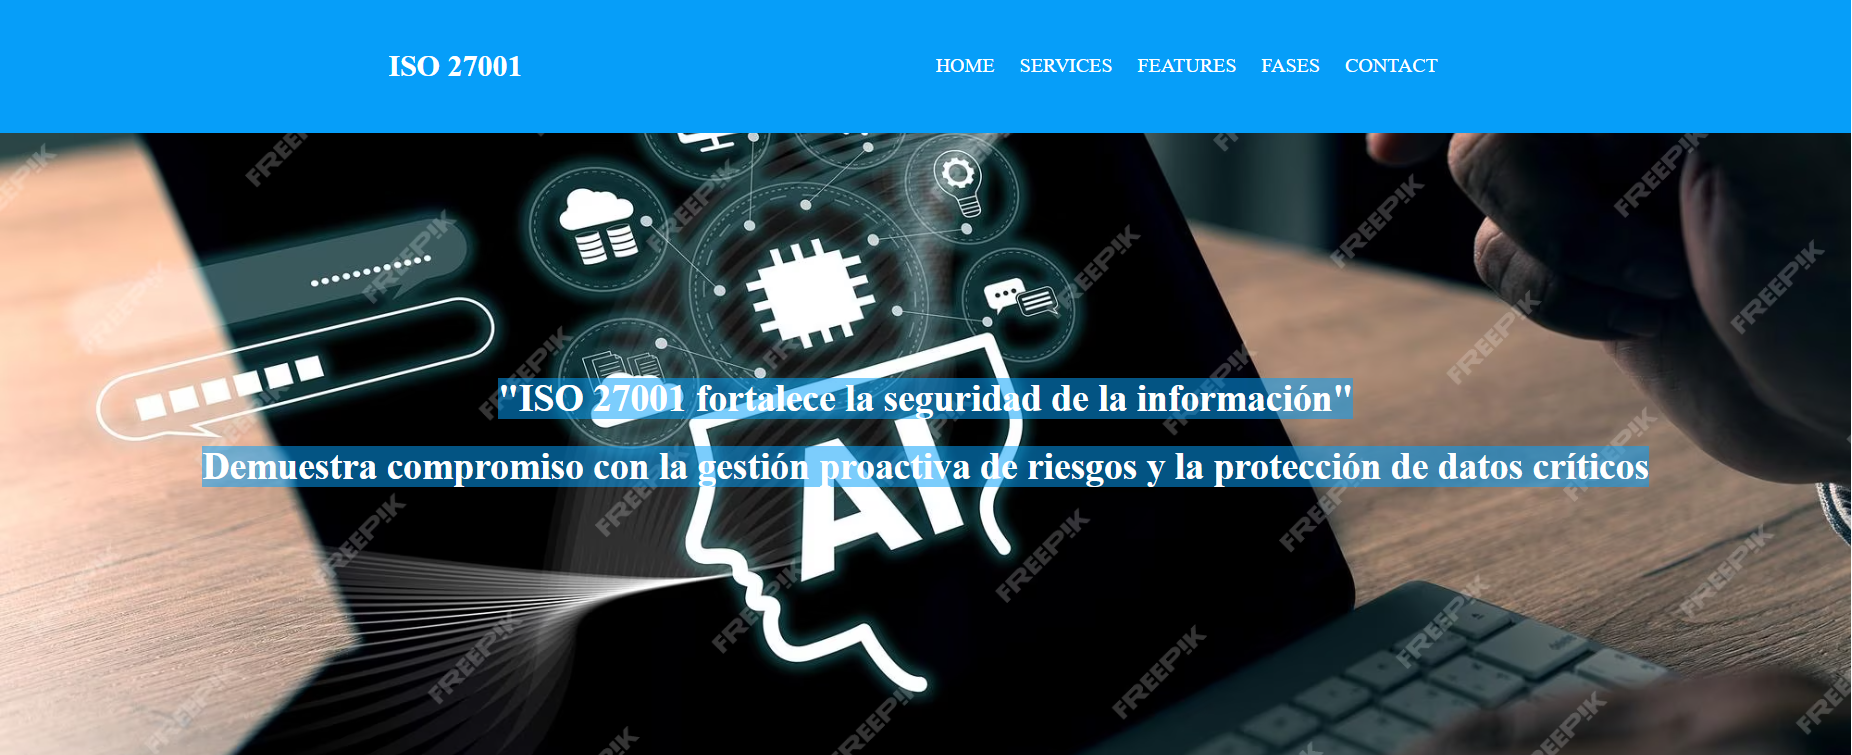 ISO 27001
HOME SERVICES FEATURES FASES CONTACT
"ISO 27001 fortalece la seguridad de la información"
Demuestra compromiso con la gestión proactiva de riesgos y la protección de datos críticos
AI
FREEPIK